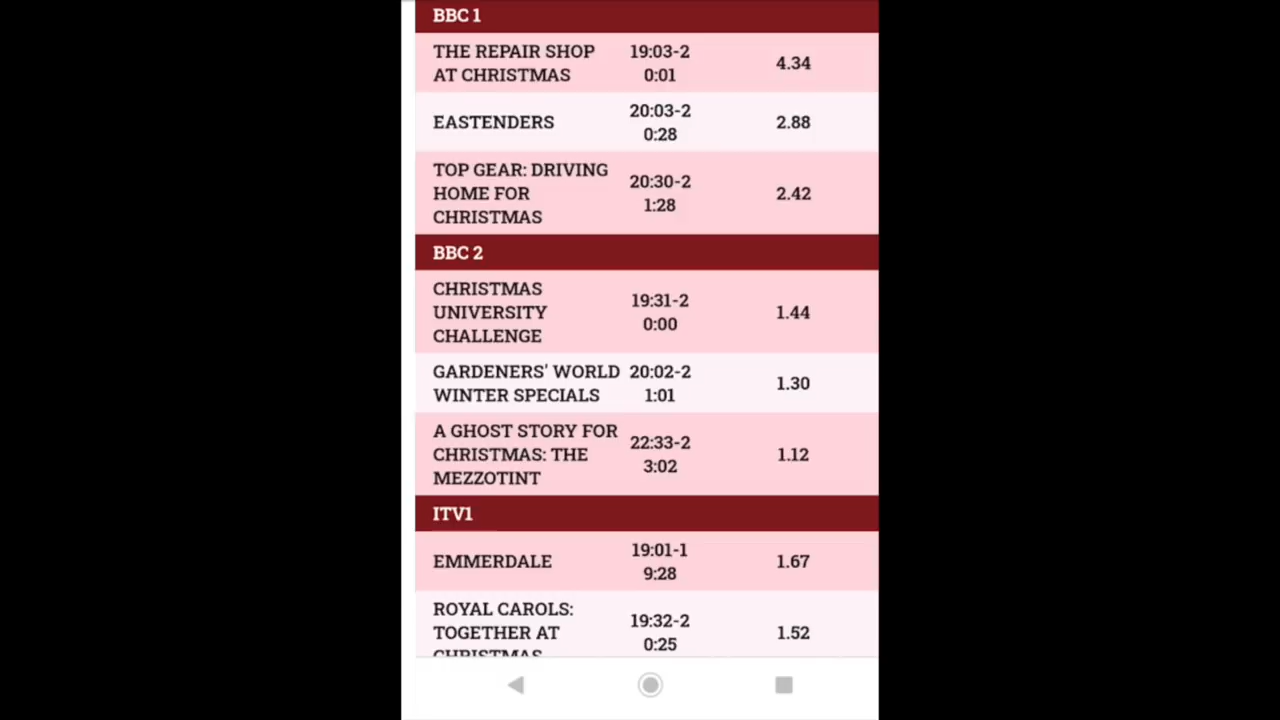 BBC 1
THE REPAIR SHOP
AT CHRISTMAS
19:03-2
0:01
4.34
EASTENDERS
20:03-2
0:28
2.88
TOP GEAR: DRIVING
HOME FOR
CHRISTMAS
20:30-2
1:28
2.42
BBC 2
CHRISTMAS
UNIVERSITY
CHALLENGE
19:31-2
0:00
1.44
GARDENERS' WORLD
WINTER SPECIALS
20:02-2
1:01
1.30
A GHOST STORY FOR
CHRISTMAS: THE
MEZZOTINT
22:33-2
3:02
1.12
ITV1
EMMERDALE
19:01-1
9:28
1.67
ROYAL CAROLS:
TOGETHER AT
CHRISTMAS
19:32-2
0:25
1.52